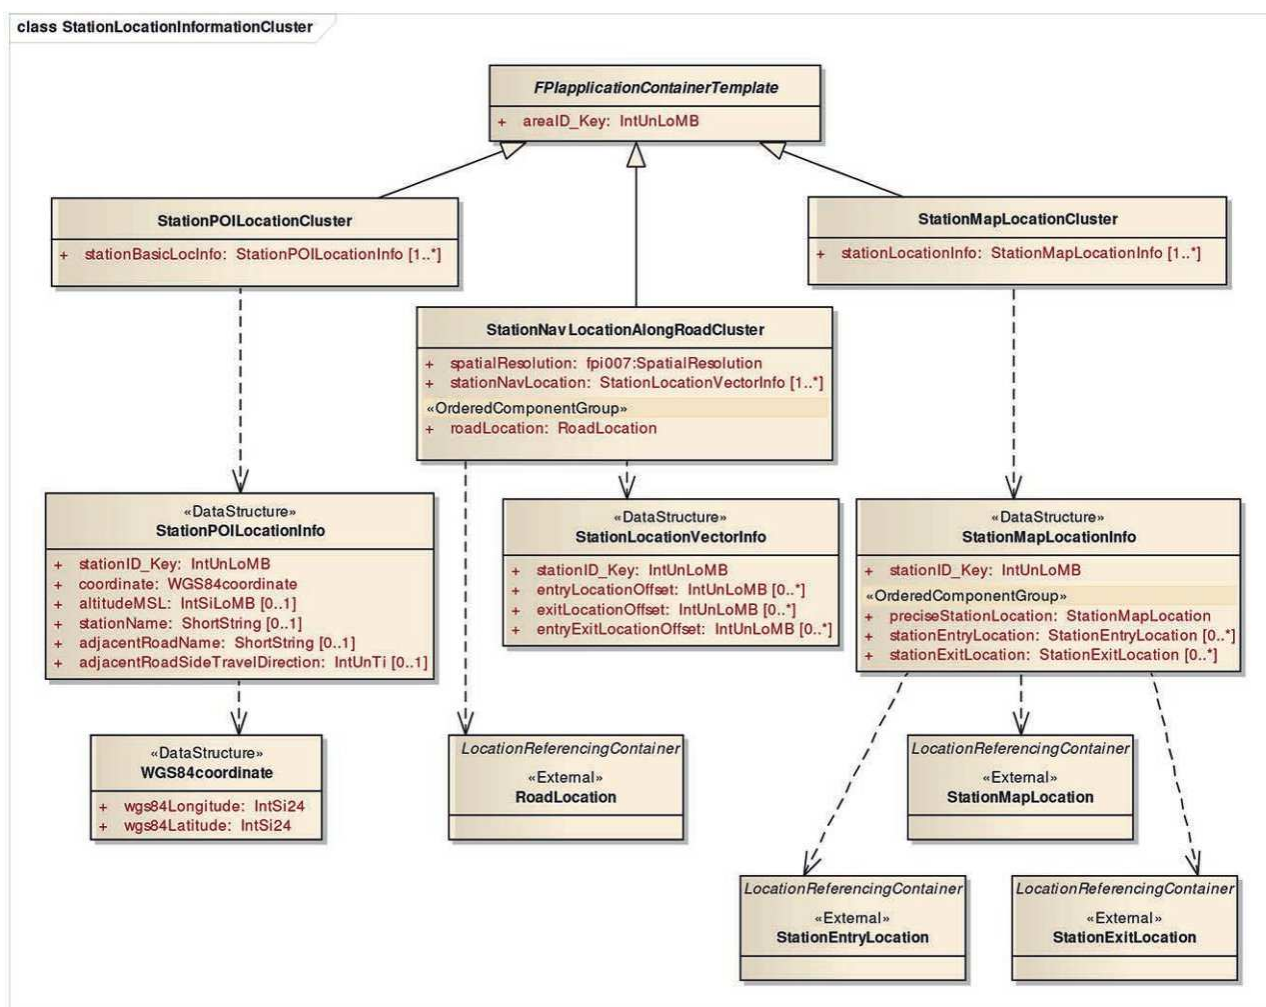 class StationLocationInformationCluster
FPIapplicationContainerTemplate
+ areaID_Key: IntUnLoMB
StationPOILocationCluster
+ stationBasicLocInfo: StationPOILocationInfo [1..*]
StationMapLocationCluster
+ stationLocationInfo: StationMapLocationInfo [1..*]
StationNavLocationAlongRoadCluster
+ spatialResolution: fpi007:SpatialResolution
+ stationNavLocation: StationLocationVectorInfo [1..*]
«OrderedComponentGroup»
+ roadLocation: RoadLocation
«DataStructure»
StationPOILocationInfo
+ stationID_Key: IntUnLoMB
+ coordinate: WGS84coordinate
+ altitudeMSL: IntSiLoMB [0..1]
+ stationName: ShortString [0..1]
+ adjacentRoadName: ShortString [0..1]
+ adjacentRoadSideTravelDirection: IntUnTi [0..1]
«DataStructure»
StationLocationVectorInfo
+ stationID_Key: IntUnLoMB
+ entryLocationOffset: IntUnLoMB [0..*]
+ exitLocationOffset: IntUnLoMB [0..*]
+ entryExitLocationOffset: IntUnLoMB [0..*]
«DataStructure»
StationMapLocationInfo
+ stationID_Key: IntUnLoMB
«OrderedComponentGroup»
+ preciseStationLocation: StationMapLocation
+ stationEntryLocation: StationEntryLocation [0..*]
+ stationExitLocation: StationExitLocation [0..*]
«DataStructure»
WGS84coordinate
+ wgs84Longitude: IntSi24
+ wgs84Latitude: IntSi24
LocationReferencingContainer
«External»
RoadLocation
LocationReferencingContainer
«External»
StationMapLocation
LocationReferencingContainer
«External»
StationEntryLocation
LocationReferencingContainer
«External»
StationExitLocation